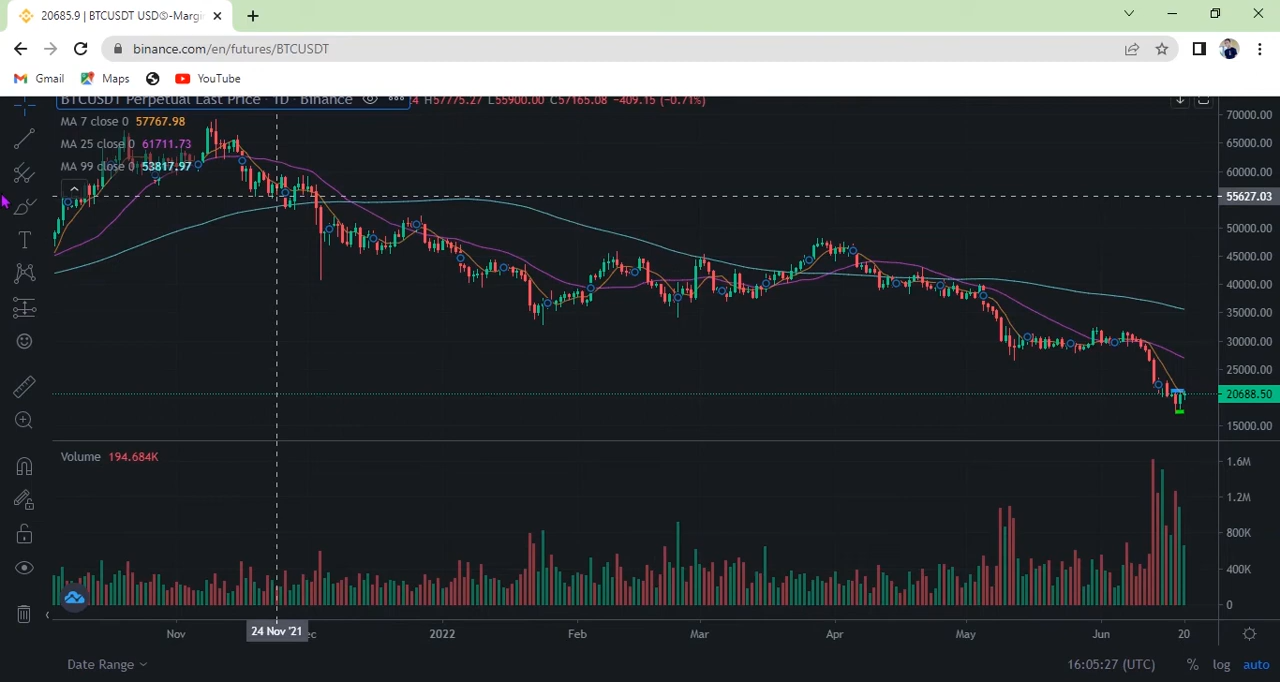 20685.9 | BTCUSDT USD©-Margi
binance.com/en/futures/BTCUSDT
Gmail Maps YouTube
BTCUSDT Perpetual Last Price · 1D · Binance 4 H57775.27 L55900.00 C57165.08 −409.15 (−0.71%)
MA 7 close 0 57767.98
MA 25 close 0 61711.73
MA 99 close 0 53817.97
70000.00
65000.00
60000.00
55627.03
50000.00
45000.00
40000.00
35000.00
30000.00
25000.00
20688.50
15000.00
Volume 194.684K
1.6M
1.2M
800K
400K
0
Nov 24 Nov '21 2022 Feb Mar Apr May Jun 20
Date Range 16:05:27 (UTC) % log auto